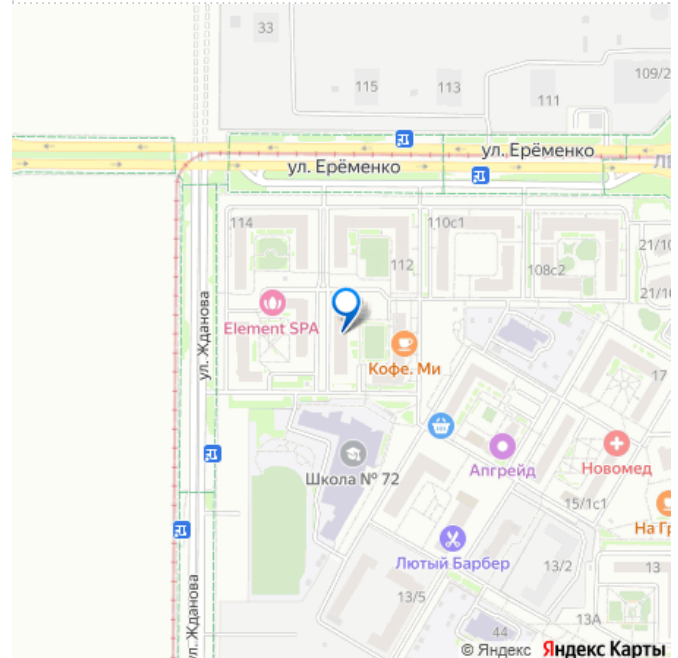 33
115
113
109/2
111
ул. Ерёменко
ул. Ерёменко
114
110с1
112
108с2
21/10
21/1
ул. Жданова
Element SPA
Кофе. Ми
17
Школа № 72
Апгрейд
Новомед
15/1с1
На Гр
Лютый Барбер
13/2
13
13/5
13А
44
ул. Жданова
© Яндекс Яндекс Карты